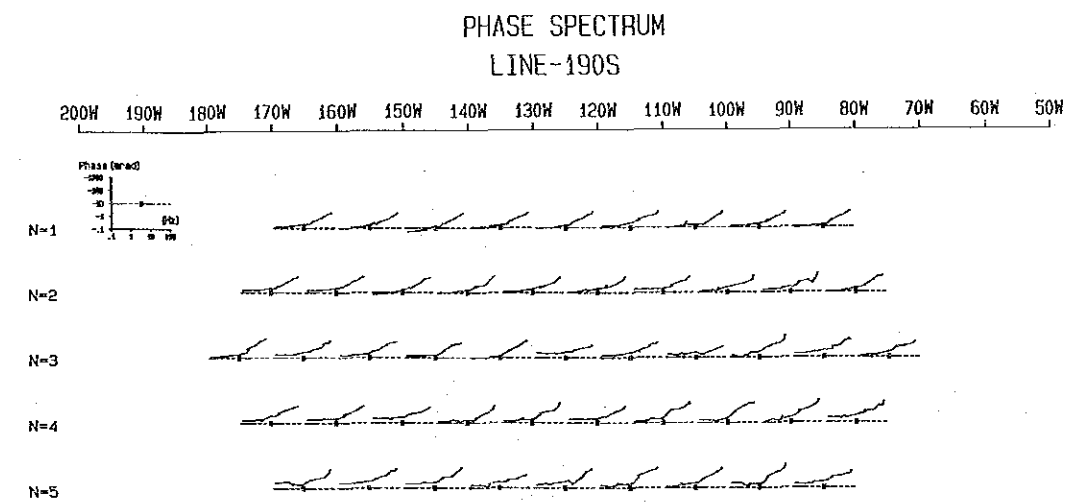 PHASE SPECTRUM
LINE-190S
200W 190W 180W 170W 160W 150W 140W 130W 120W 110W 100W 90W 80W 70W 60W 50W
Phase (mrad)
(Hz)
N=1
N=2
N=3
N=4
N=5